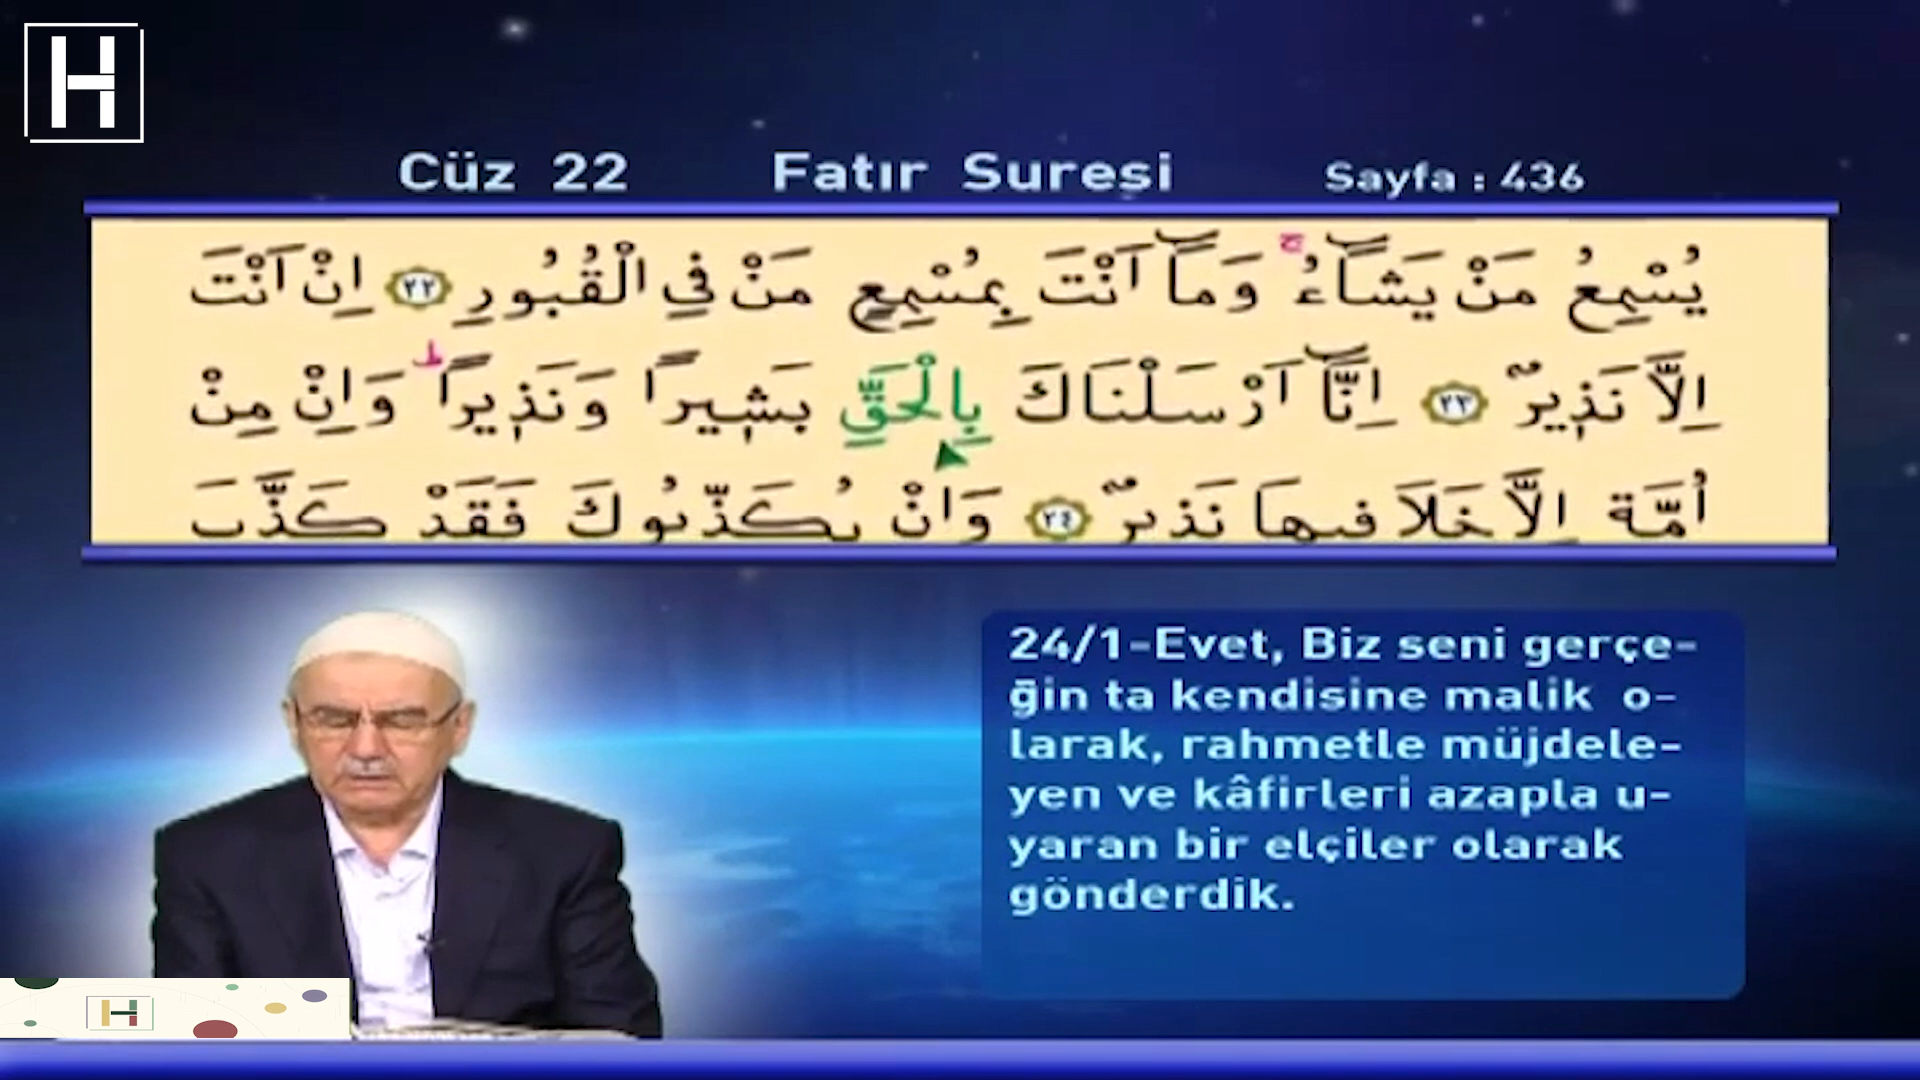 H
Cüz 22 Fatır Suresi Sayfa : 436
يُسْمِعُ مَنْ يَشَٓاءُۚ وَمَٓا اَنْتَ بِمُسْمِعٍ مَنْ فِي الْقُبُورِ ﴿٢٢﴾ اِنْ اَنْتَ
اِلَّا نَذ۪يرٌ ﴿٢٣﴾ اِنَّٓا اَرْسَلْنَاكَ بِالْحَقِّ بَش۪يراً وَنَذ۪يراًۜ وَاِنْ مِنْ
اُمَّةٍ اِلَّا خَلَا ف۪يهَا نَذ۪يرٌ ﴿٢٤﴾ وَاِنْ يُكَذِّبُوكَ فَقَدْ كَذَّبَ
24/1-Evet, Biz seni gerçe-
ğin ta kendisine malik o-
larak, rahmetle müjdele-
yen ve kâfirleri azapla u-
yaran bir elçiler olarak
gönderdik.
H